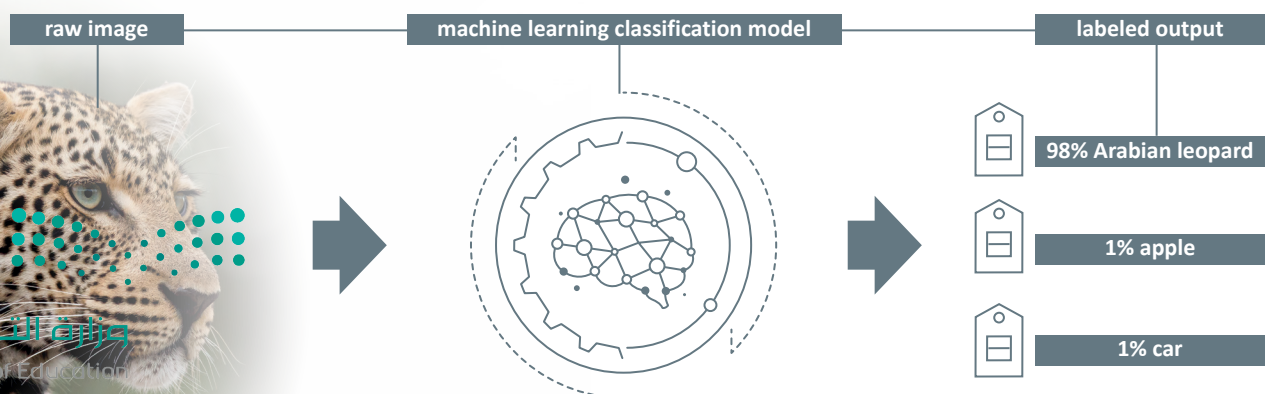 raw image
machine learning classification model
labeled output
98% Arabian leopard
1% apple
1% car
وزارة
of Education